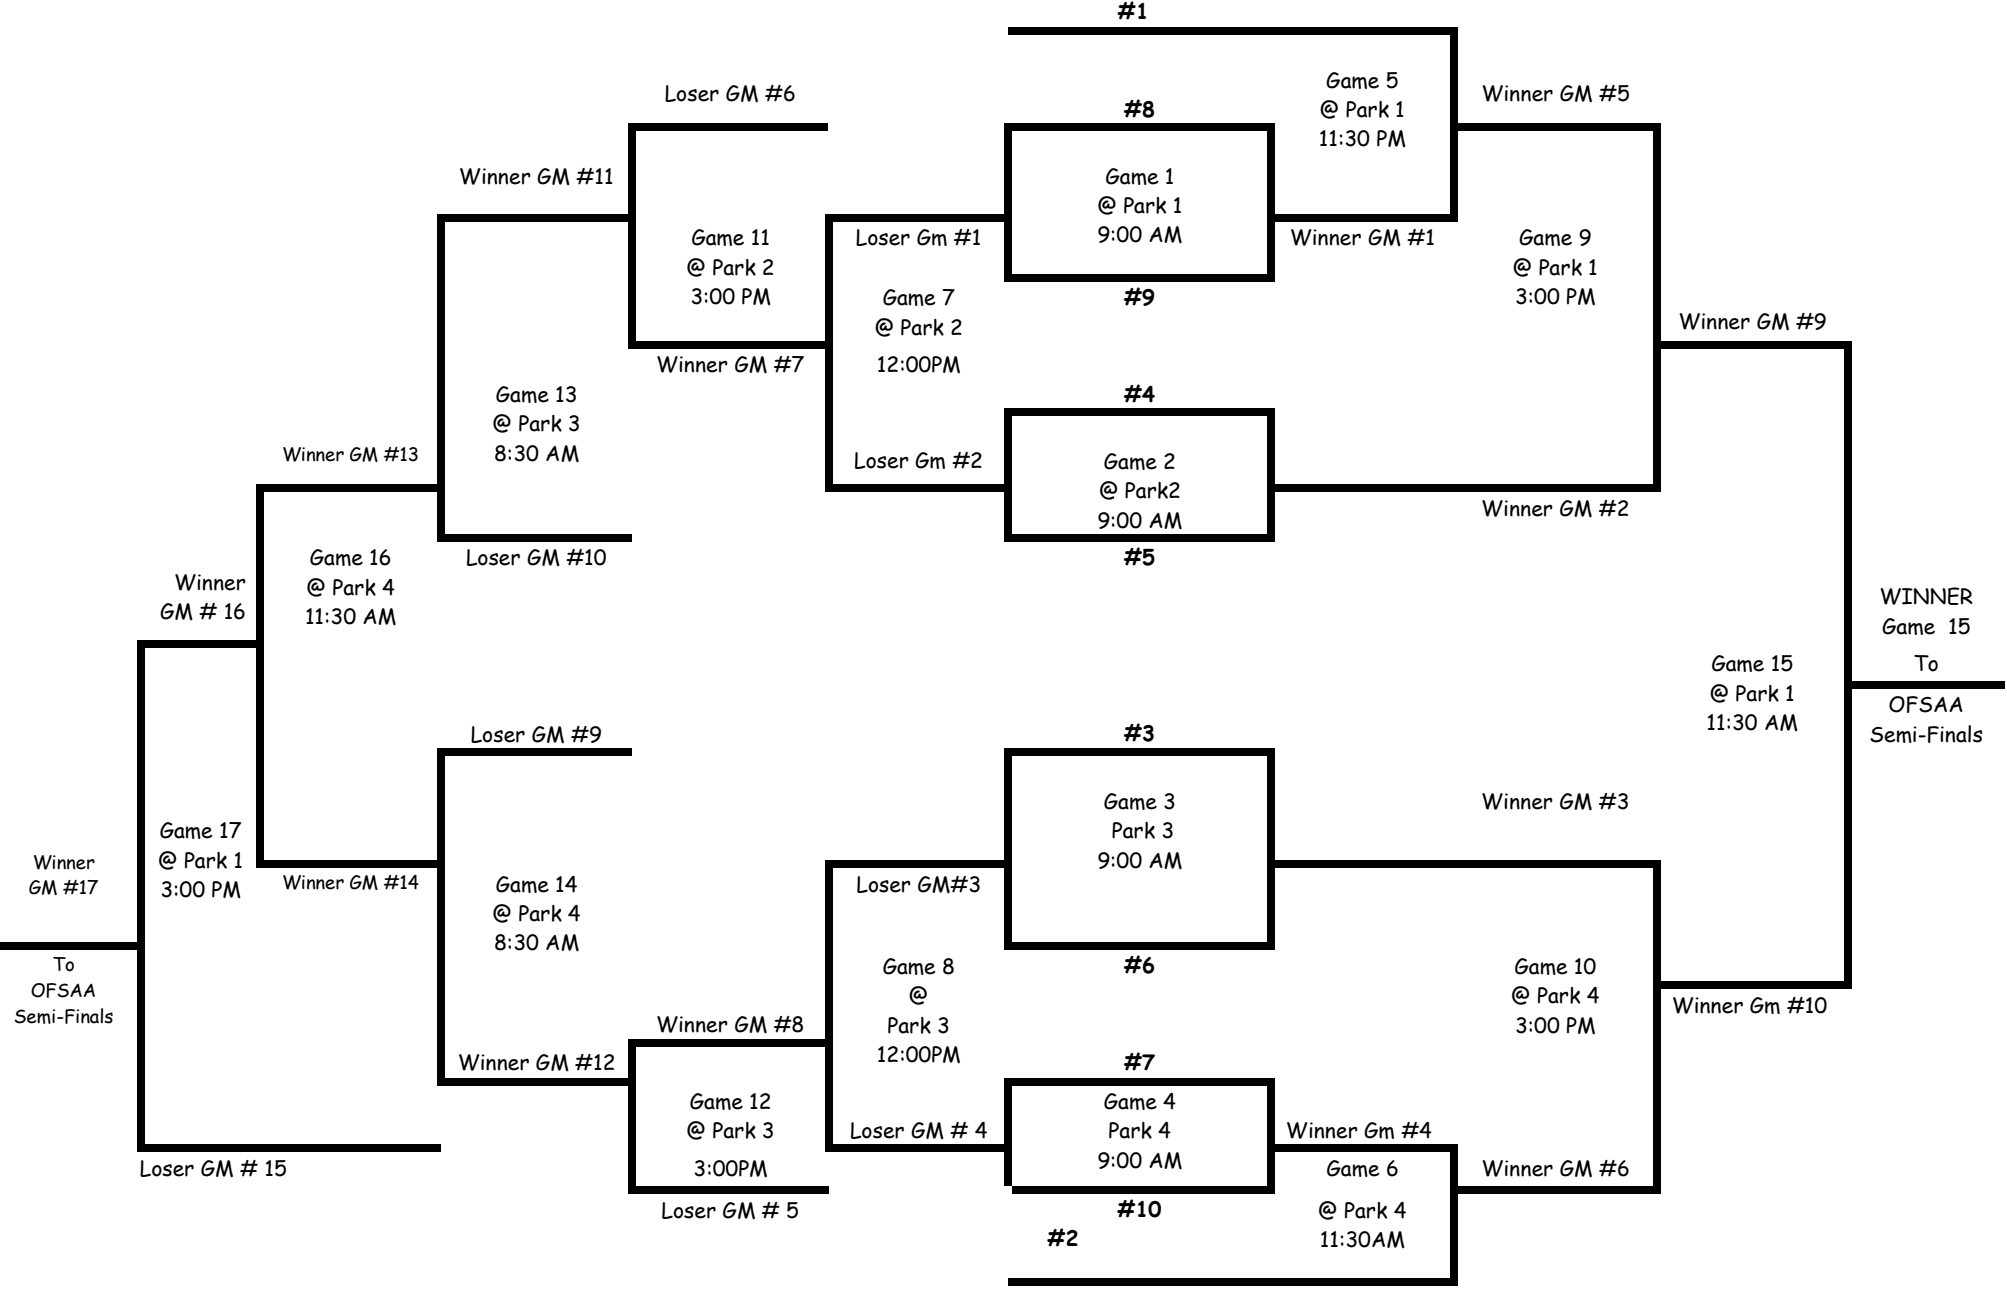 #1
Game 5
@ Park 1
11:30 PM
Loser GM #6
Winner GM #5
#8
Winner GM #11
Game 1
@ Park 1
9:00 AM
Game 11
@ Park 2
3:00 PM
Loser Gm #1
Winner GM #1
Game 9
@ Park 1
3:00 PM
#9
Game 7
@ Park 2
12:00PM
Winner GM #9
Winner GM #7
Game 13
@ Park 3
8:30 AM
#4
Winner GM #13
Loser Gm #2
Game 2
@ Park2
9:00 AM
Winner GM #2
#5
Loser GM #10
Game 16
@ Park 4
11:30 AM
Winner
GM # 16
WINNER
Game 15
To
OFSAA
Semi-Finals
Game 15
@ Park 1
11:30 AM
Loser GM #9
#3
Game 3
Park 3
9:00 AM
Winner GM #3
Game 17
@ Park 1
3:00 PM
Winner
GM #17
Winner GM #14
Game 14
@ Park 4
8:30 AM
Loser GM#3
To
OFSAA
Semi-Finals
#6
Game 8
@
Park 3
12:00PM
Game 10
@ Park 4
3:00 PM
Winner Gm #10
Winner GM #8
Winner GM #12
#7
Game 12
@ Park 3
3:00PM
Game 4
Park 4
9:00 AM
Loser GM # 4
Winner Gm #4
Loser GM # 15
Game 6
@ Park 4
11:30AM
Winner GM #6
Loser GM # 5
#10
#2